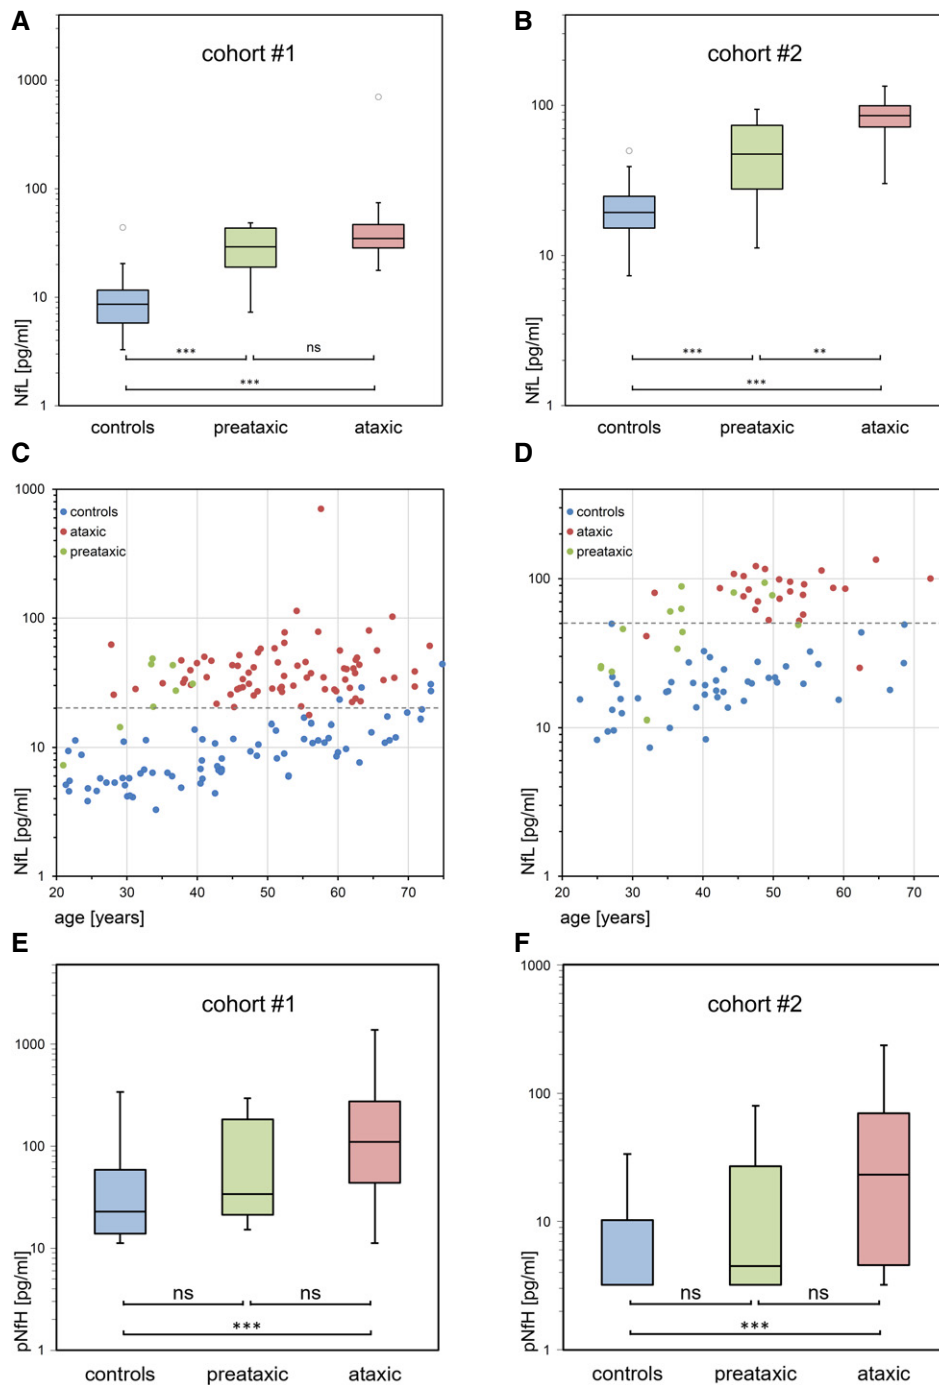 A
cohort #1
1000
100
10
1
NfL [pg/ml]
***
ns
***
controls preataxic ataxic
B
cohort #2
100
10
1
NfL [pg/ml]
***
**
***
controls preataxic ataxic
C
1000
100
10
1
NfL [pg/ml]
controls
ataxic
preataxic
20 30 40 50 60 70
age [years]
D
100
10
1
NfL [pg/ml]
controls
ataxic
preataxic
20 30 40 50 60 70
age [years]
E
cohort #1
1000
100
10
1
pNfH [pg/ml]
ns ns
***
controls preataxic ataxic
F
cohort #2
1000
100
10
1
pNfH [pg/ml]
ns ns
***
controls preataxic ataxic